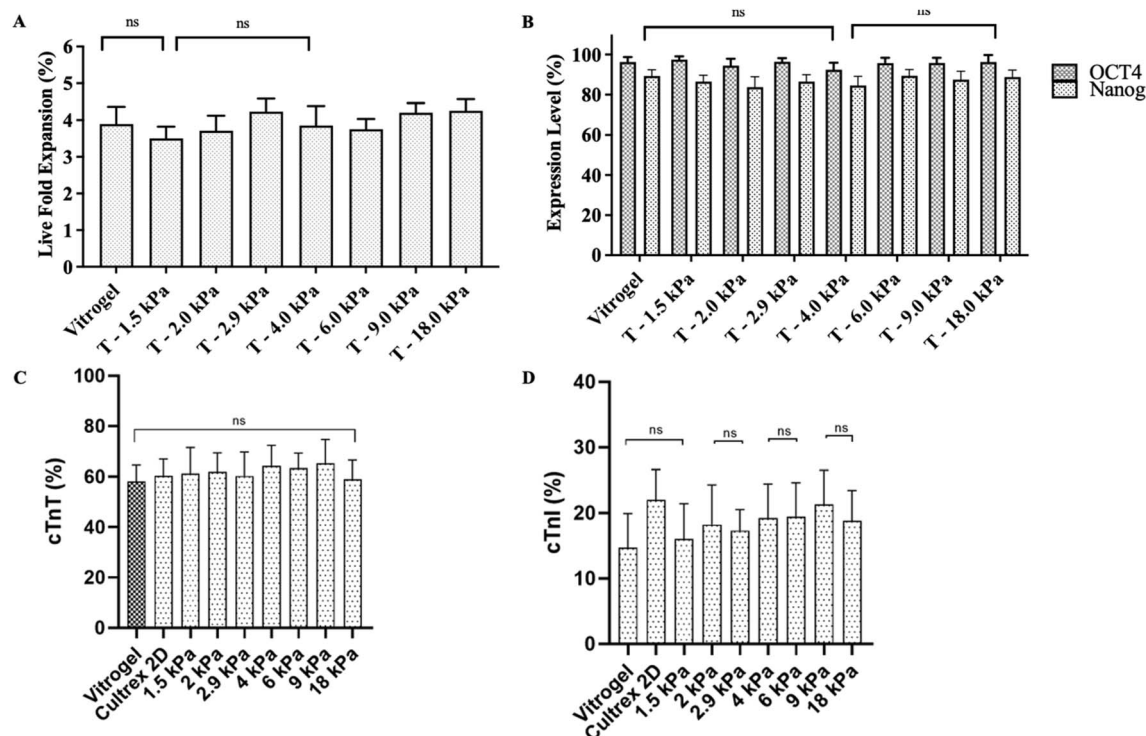 A
ns
ns
Live Fold Expansion (%)
6
5
4
3
2
1
0
Vitrogel
T - 1.5 kPa
T - 2.0 kPa
T - 2.9 kPa
T - 4.0 kPa
T - 6.0 kPa
T - 9.0 kPa
T - 18.0 kPa
B
ns
ns
Expression Level (%)
100
80
60
40
20
0
Vitrogel
T - 1.5 kPa
T - 2.0 kPa
T - 2.9 kPa
T - 4.0 kPa
T - 6.0 kPa
T - 9.0 kPa
T - 18.0 kPa
OCT4
Nanog
C
ns
cTnT (%)
100
80
60
40
20
0
Vitrogel
Cultrex 2D
1.5 kPa
2 kPa
2.9 kPa
4 kPa
6 kPa
9 kPa
18 kPa
D
ns
ns
ns
ns
cTnI (%)
40
30
20
10
0
Vitrogel
Cultrex 2D
1.5 kPa
2 kPa
2.9 kPa
4 kPa
6 kPa
9 kPa
18 kPa